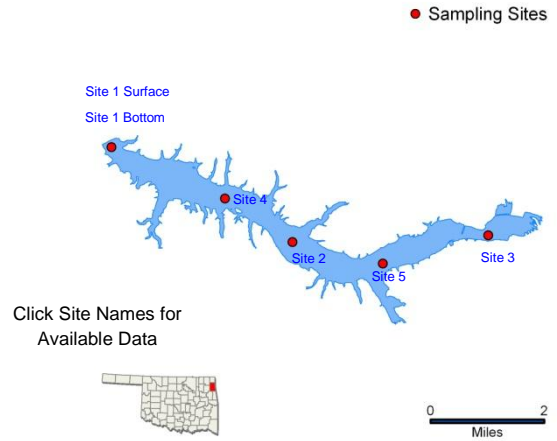 Sampling Sites
Site 1 Surface
Site 1 Bottom
Site 4
Site 2
Site 5
Site 3
Click Site Names for
Available Data
0 2
Miles